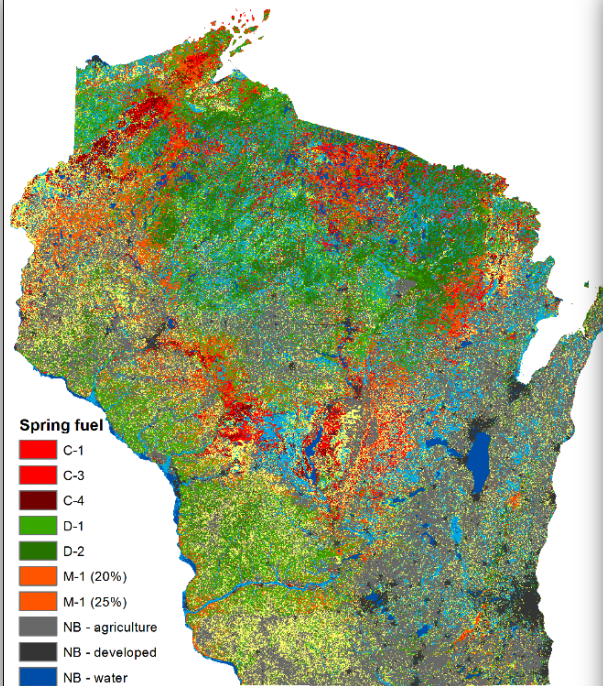 Spring fuel
C-1
C-3
C-4
D-1
D-2
M-1 (20%)
M-1 (25%)
NB - agriculture
NB - developed
NB - water